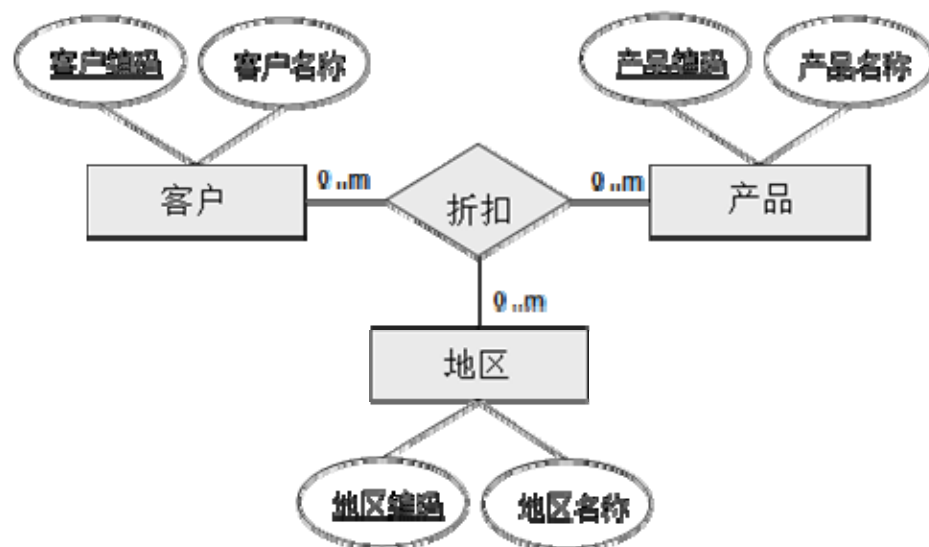 客户编码 客户名称 产品编码 产品名称
客户 0..m 折扣 0..m 产品
0..m
地区
地区编码 地区名称